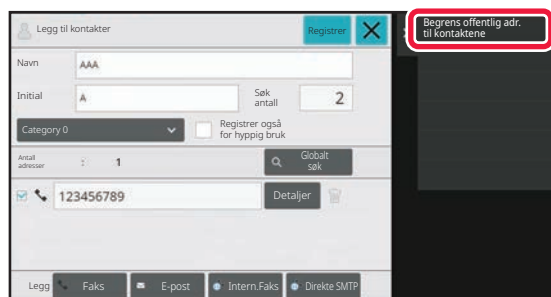 Legg til kontakter
Registrer
Begrens offentlig adr.
til kontaktene
Navn
AAA
Initial
A
Søk
antall
2
Category 0
Registrer også
for hyppig bruk
Antall
adresser
:
1
Globalt
søk
123456789
Detaljer
Legg
Faks
E-post
Intern.Faks
Direkte SMTP